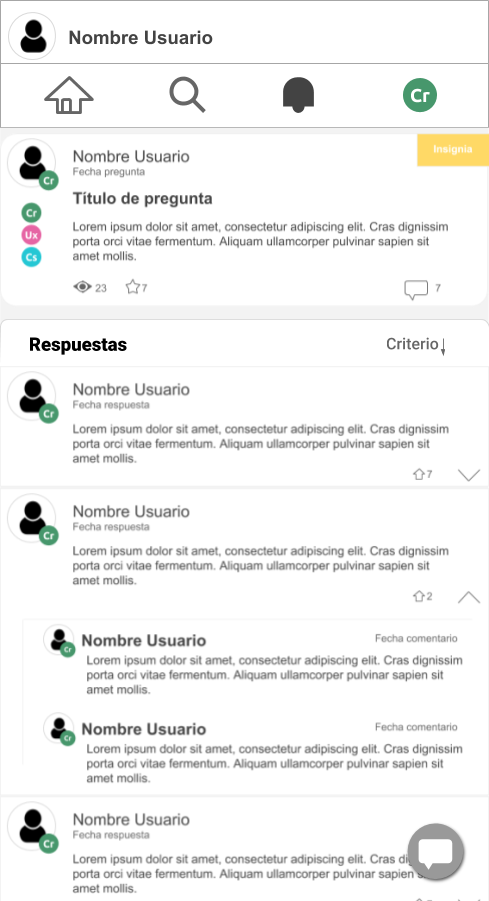 Nombre Usuario
Cr
Nombre Usuario
Insignia
Fecha pregunta
Cr
Título de pregunta
Cr
Ux
Cs
Lorem ipsum dolor sit amet, consectetur adipiscing elit. Cras dignissim
porta orci vitae fermentum. Aliquam ullamcorper pulvinar sapien sit
amet mollis.
23 7 7
Respuestas Criterio
Nombre Usuario
Fecha respuesta
Cr
Lorem ipsum dolor sit amet, consectetur adipiscing elit. Cras dignissim
porta orci vitae fermentum. Aliquam ullamcorper pulvinar sapien sit
amet mollis.
7
Nombre Usuario
Fecha respuesta
Cr
Lorem ipsum dolor sit amet, consectetur adipiscing elit. Cras dignissim
porta orci vitae fermentum. Aliquam ullamcorper pulvinar sapien sit
amet mollis.
2
Nombre Usuario Fecha comentario
Cr
Lorem ipsum dolor sit amet, consectetur adipiscing elit. Cras dignissim
porta orci vitae fermentum. Aliquam ullamcorper pulvinar sapien sit
amet mollis.
Nombre Usuario Fecha comentario
Cr
Lorem ipsum dolor sit amet, consectetur adipiscing elit. Cras dignissim
porta orci vitae fermentum. Aliquam ullamcorper pulvinar sapien sit
amet mollis.
Nombre Usuario
Fecha respuesta
Cr
Lorem ipsum dolor sit amet, consectetur adipiscing elit. Cras
porta orci vitae fermentum. Aliquam ullamcorper pulvinar sapien sit
amet mollis.